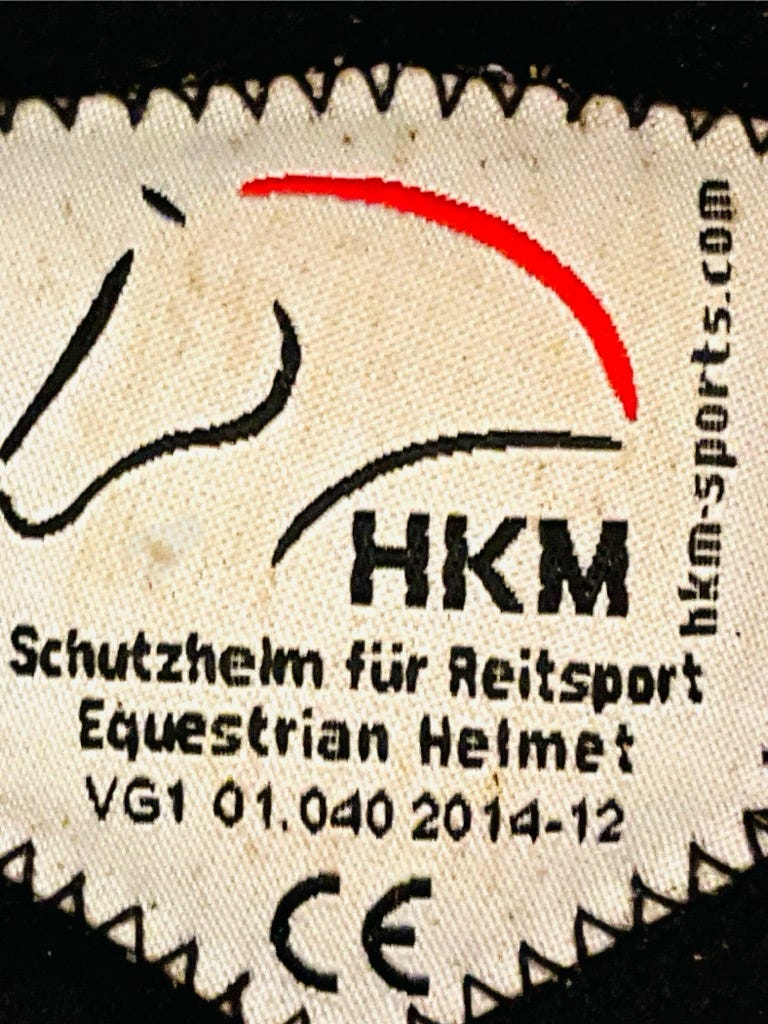 HKM
hkm-sports.com
Schutzhelm für Reitsport
Equestrian Helmet
VG1 01.040 2014-12
CE